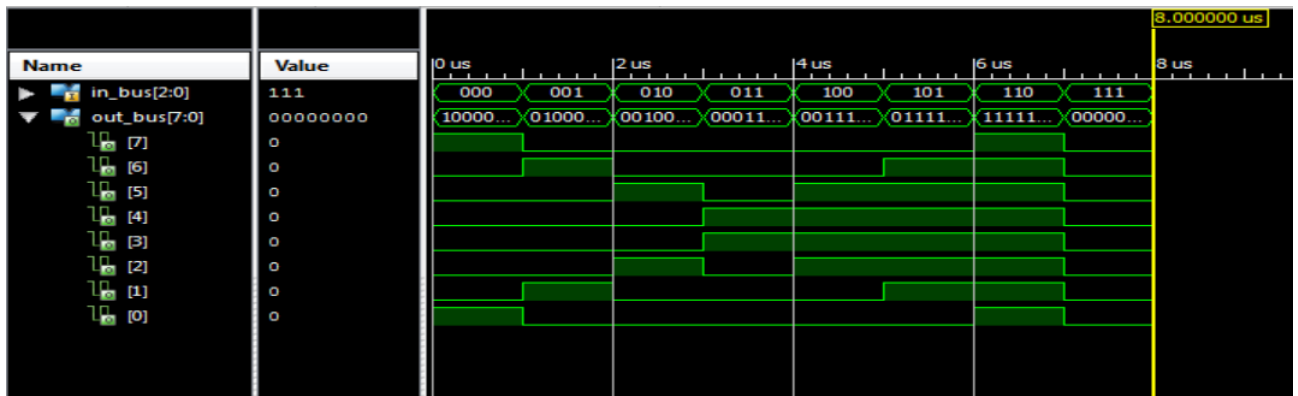 8.000000 us
Name Value 0 us 2 us 4 us 6 us 8 us
in_bus[2:0] 111 000 001 010 011 100 101 110 111
out_bus[7:0] 00000000 10000... 01000... 00100... 00011... 00111... 01111... 11111... 00000...
[7] 0
[6] 0
[5] 0
[4] 0
[3] 0
[2] 0
[1] 0
[0] 0